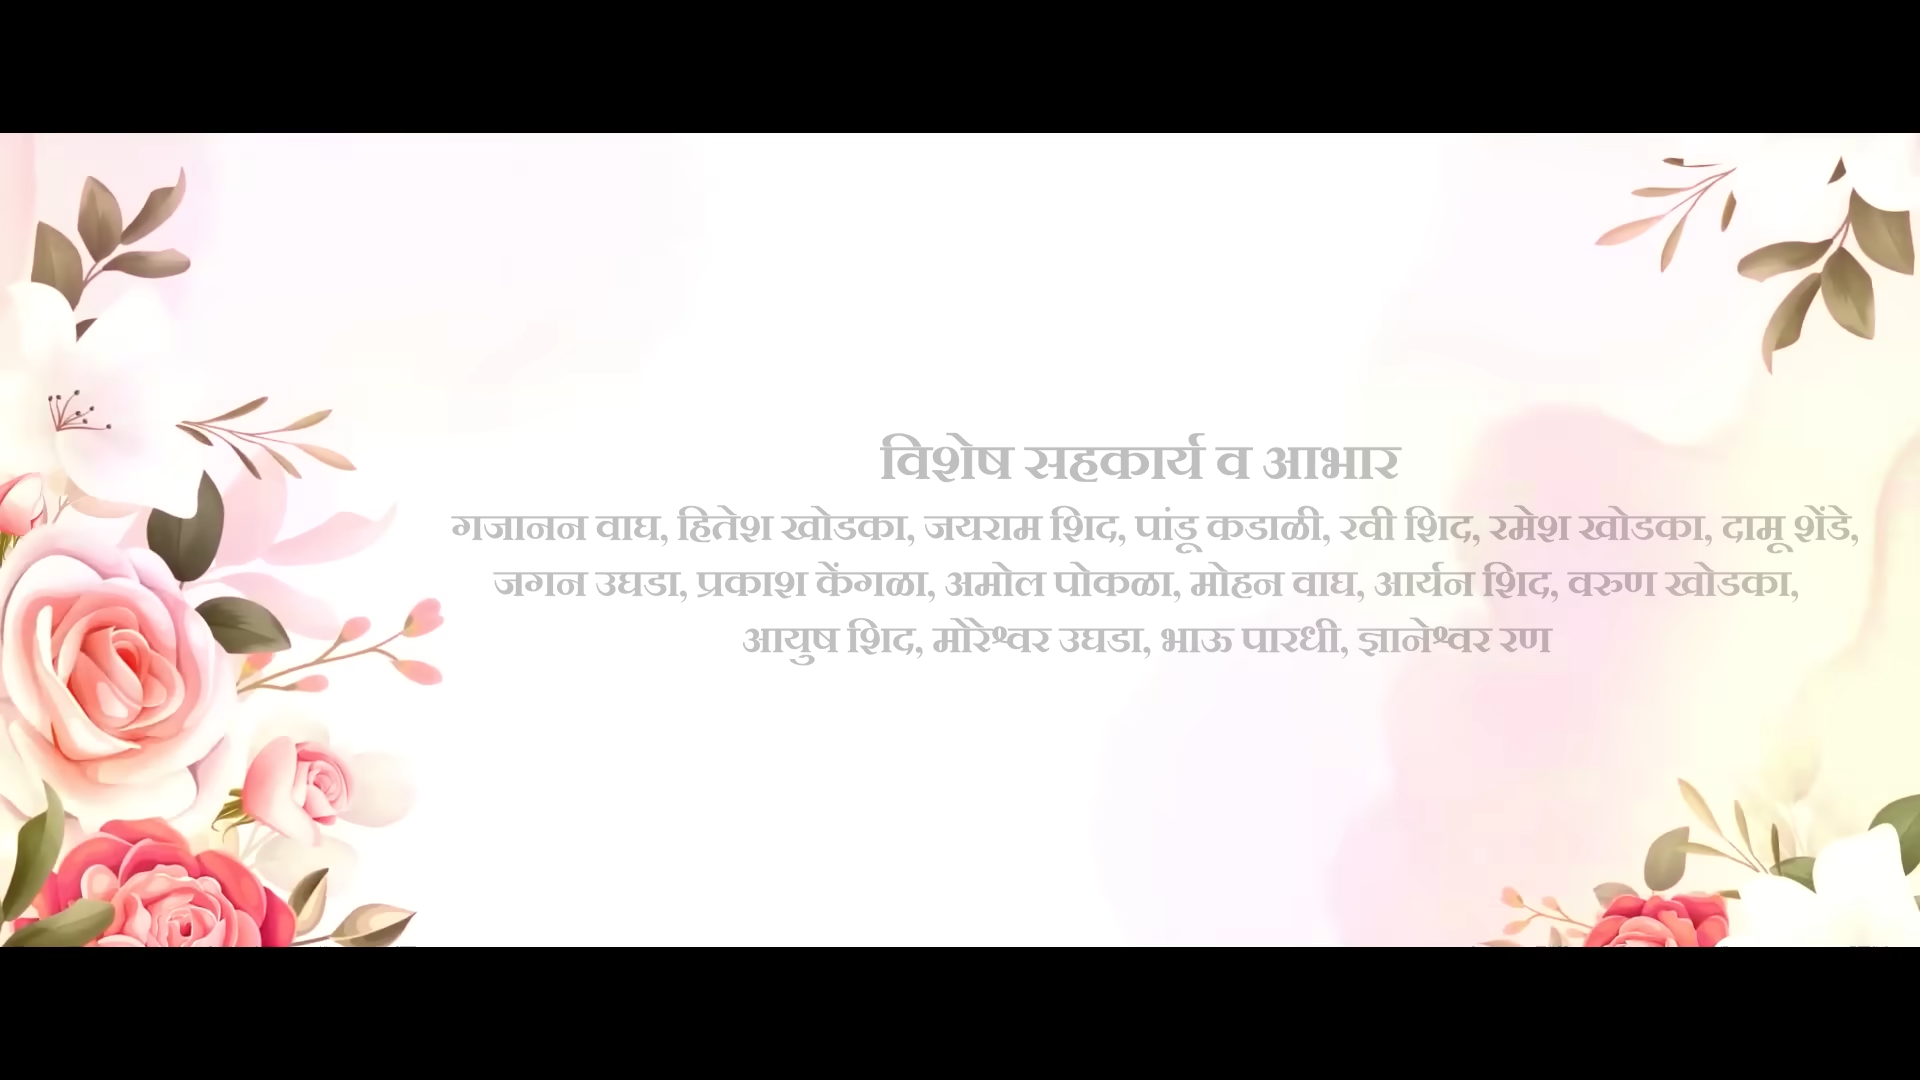 विशेष सहकार्य व आभार
गजानन वाघ, हितेश खोडका, जयराम शिद, पांडू कडाळी, रवी शिद, रमेश खोडका, दामू शेंडे,
जगन उघडा, प्रकाश केंगळा, अमोल पोकळा, मोहन वाघ, आर्यन शिद, वरुण खोडका,
आयुष शिद, मोरेश्वर उघडा, भाऊ पारधी, ज्ञानेश्वर रण